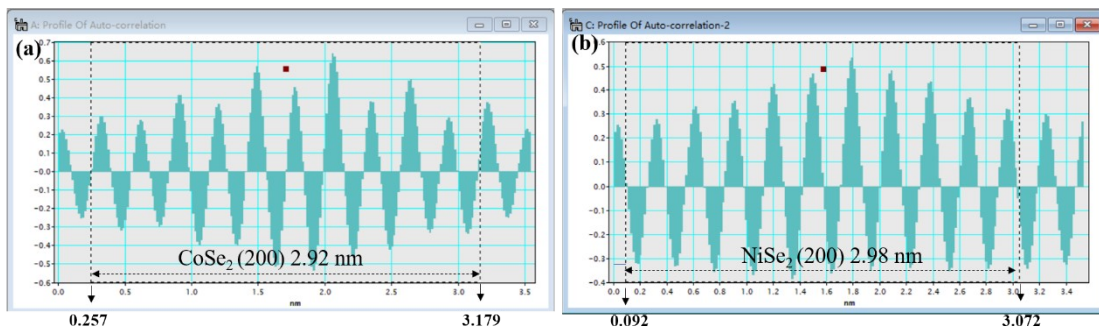 A: Profile Of Auto-correlation
(a)
0.7
0.6
0.5
0.4
0.3
0.2
0.1
-0.0
-0.1
-0.2
-0.3
-0.4
-0.5
-0.6
CoSe₂ (200) 2.92 nm
0.0 0.5 1.0 1.5 2.0 2.5 3.0 3.5
nm
0.257 3.179
C: Profile Of Auto-correlation-2
(b)
0.6
0.5
0.4
0.3
0.2
0.1
0.0
-0.1
-0.2
-0.3
-0.4
NiSe₂ (200) 2.98 nm
0.0 0.2 0.4 0.6 0.8 1.0 1.2 1.4 1.6 1.8 2.0 2.2 2.4 2.6 2.8 3.0 3.2 3.4
nm
0.092 3.072